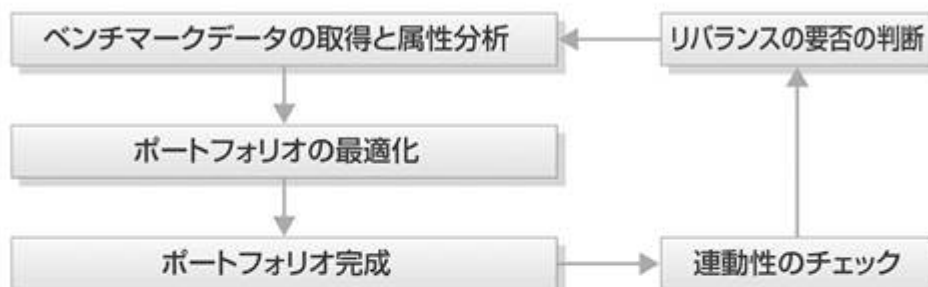 ベンチマークデータの取得と属性分析
リバランスの要否の判断
ポートフォリオの最適化
ポートフォリオ完成
連動性のチェック